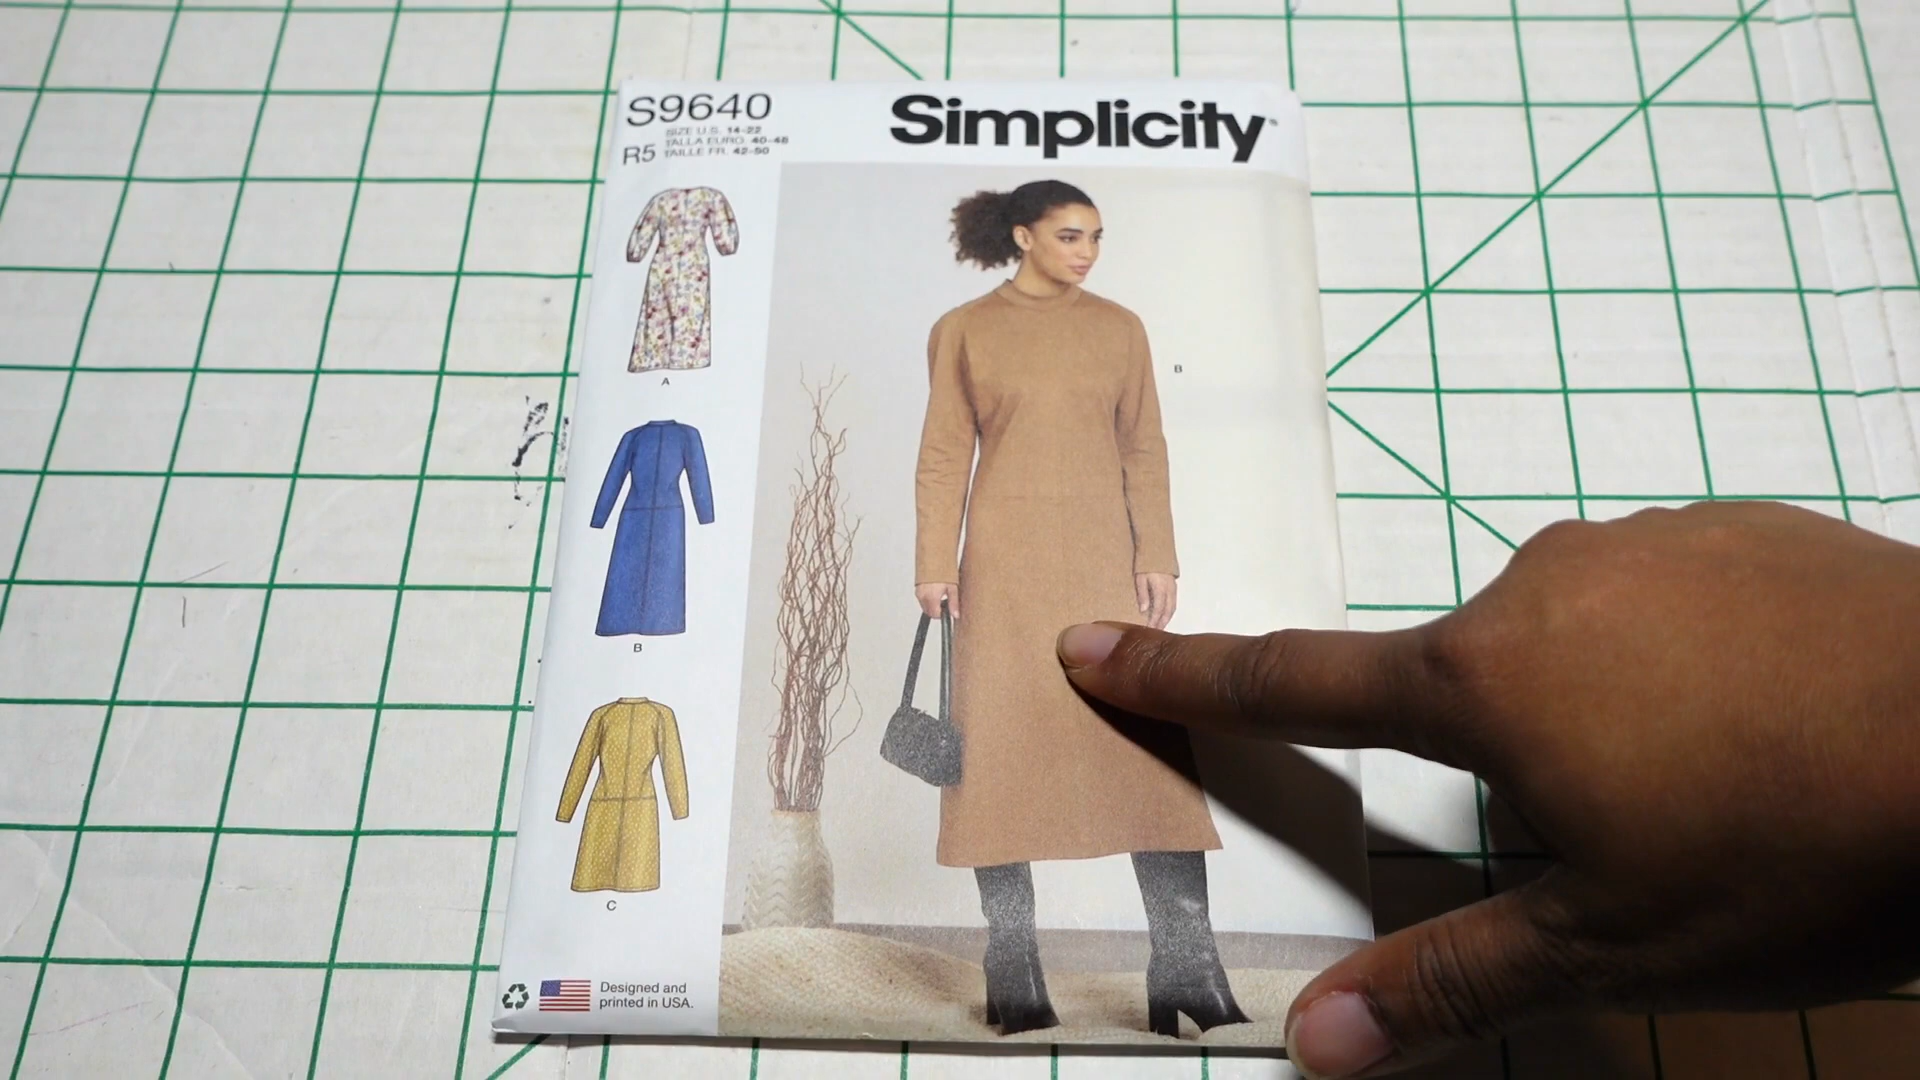 S9640
SIZE U.S. 14-22
TALLA EURO. 40-48
R5 TAILLE FR. 42-50
Simplicity
A
B
B
C
Designed and
printed in USA.